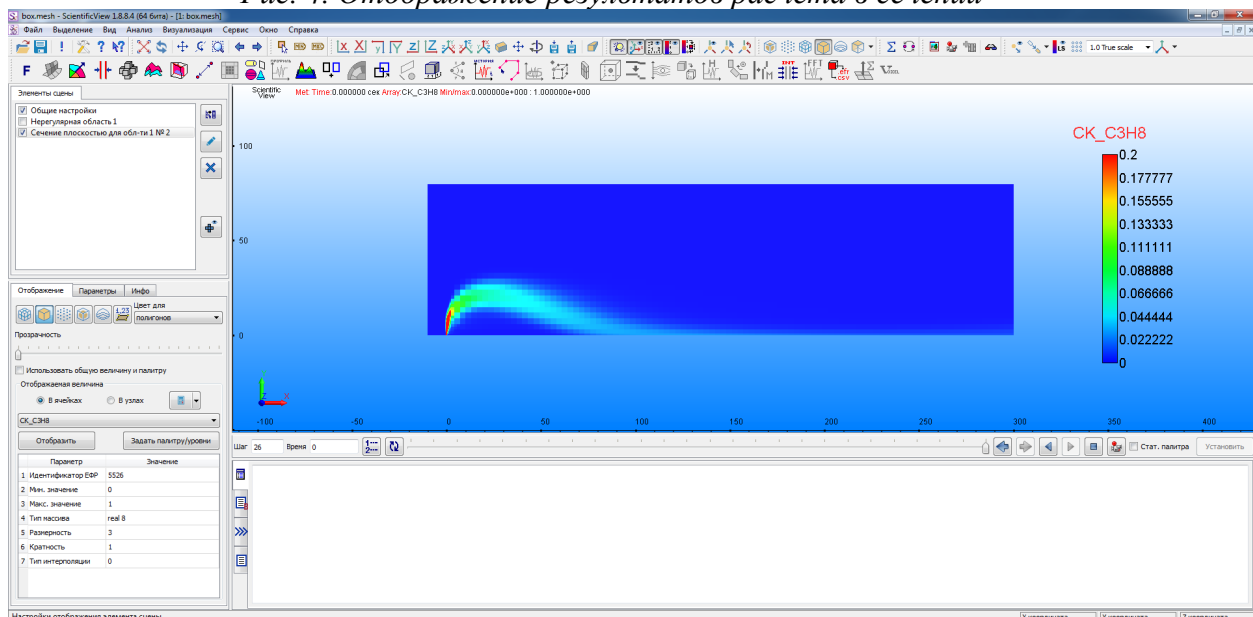 Рис. 4. Отображение результатов расчета в сечении
box.mesh - ScientificView 1.8.8.4 (64 бита) - [1: box.mesh]
Файл Выделение Вид Анализ Визуализация Сервис Окно Справка
1.0 True scale
Элементы сцены
Общие настройки
Нерегулярная область 1
Сечение плоскостью для обл-ти 1 № 2
Scientific View
Met: Time:0.000000 сек Array:CK_C3H8 Min/max:0.000000e+000 : 1.000000e+000
CK_C3H8
0.2
0.177777
0.155555
0.133333
0.111111
0.088888
0.066666
0.044444
0.022222
0
100
50
0
-100 -50 0 50 100 150 200 250 300 350 400
Y
Z X
Отображение Параметры Инфо
Цвет для
полигонов
Прозрачность
Использовать общую величину и палитру
Отображаемая величина
В ячейках В узлах
CK_C3H8
Отобразить Задать палитру/уровни
Параметр Значение
1 Идентификатор ЕФР 5526
2 Мин. значение 0
3 Макс. значение 1
4 Тип массива real 8
5 Размерность 3
6 Кратность 1
7 Тип интерполяции 0
Шаг 26 Время 0
Стат. палитра Установить
Настройки отображения элемента сцены
X координата Y координата Z координата